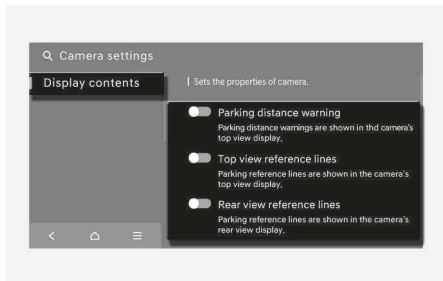 Camera settings
Display contents
Sets the properties of camera.
Parking distance warning
Parking distance warnings are shown in thd camera's
top view display.
Top view reference lines
Parking reference lines are shown in the camera's
top view display.
Rear view reference lines
Parking reference lines are shown in the camera's
rear view display.